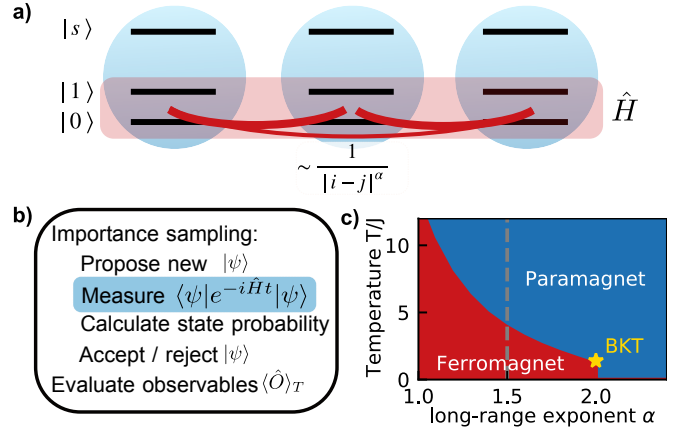 a)
|s⟩
|1⟩
|0⟩
Ĥ
~ 1/|i − j|^α
b)
Importance sampling:
Propose new |ψ⟩
Measure ⟨ψ|e^{−iĤt}|ψ⟩
Calculate state probability
Accept / reject |ψ⟩
Evaluate observables ⟨Ô⟩_T
c)
Temperature T/J
10
5
0
Paramagnet
BKT
Ferromagnet
1.0 1.5 2.0
long-range exponent α